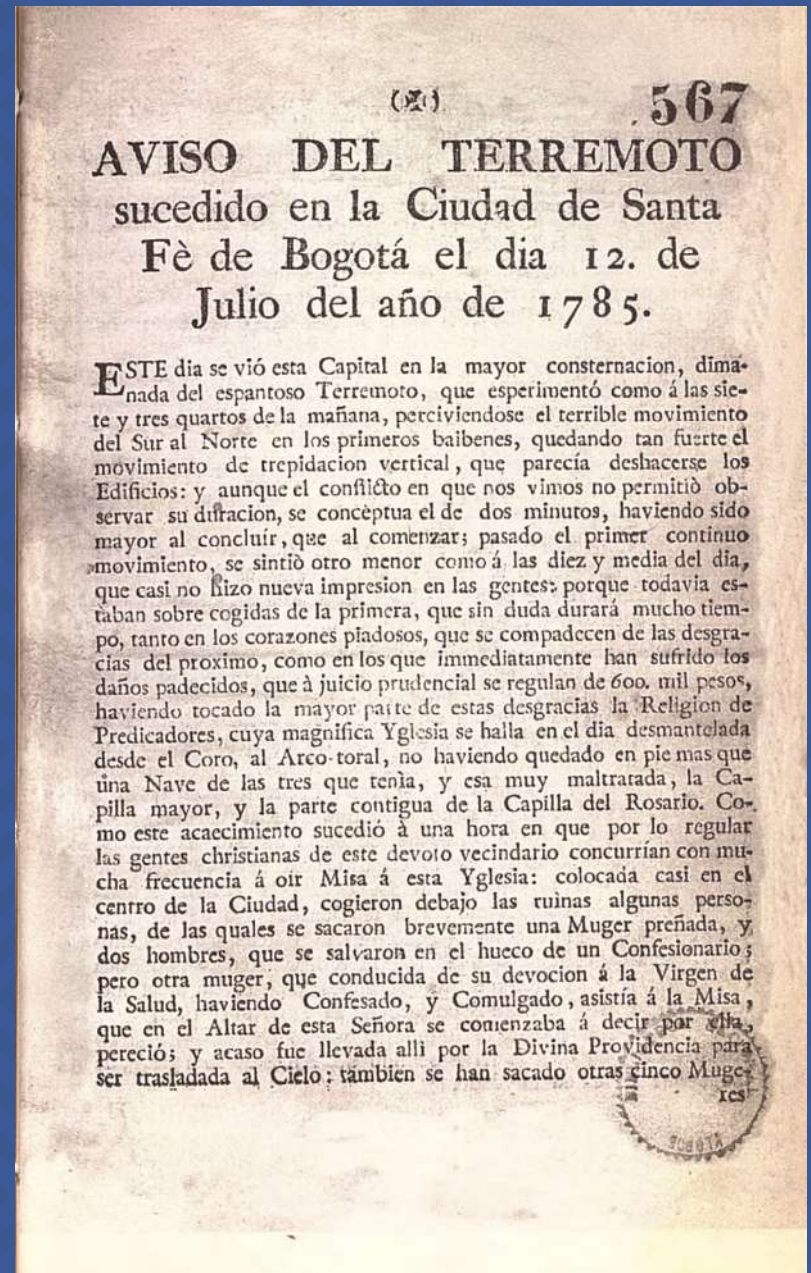 567
AVISO DEL TERREMOTO
sucedido en la Ciudad de Santa
Fè de Bogotá el dia 12. de
Julio del año de 1785.
ESTE dia se vió esta Capital en la mayor consternacion, dima-
nada del espantoso Terremoto, que esperimentó como á las sie-
te y tres quartos de la mañana, perciviendose el terrible movimiento
del Sur al Norte en los primeros baibenes, quedando tan fuerte el
movimiento de trepidacion vertical, que parecía deshacerse los
Edificios: y aunque el conflicto en que nos vimos no permitiò ob-
servar su duracion, se concèptua el de dos minutos, haviendo sido
mayor al concluír, que al comenzar; pasado el primer continuo
movimiento, se sintiò otro menor como á las diez y media del dia,
que casi no hizo nueva impresion en las gentes: porque todavia es-
taban sobre cogidas de la primera, que sin duda durará mucho tiem-
po, tanto en los corazones piadosos, que se compadecen de las desgra-
cias del proximo, como en los que immediatamente han sufrido los
daños padecidos, que à juicio prudencial se regulan de 600. mil pesos,
haviendo tocado la mayor parte de estas desgracias la Religion de
Predicadores, cuya magnifica Yglesia se halla en el dia desmantelada
desde el Coro, al Arco-toral, no haviendo quedado en pie mas que
úna Nave de las tres que tenìa, y esa muy maltratada, la Ca-
pilla mayor, y la parte contigua de la Capilla del Rosario. Co-
mo este acaecimiento sucedió à una hora en que por lo regular
las gentes christianas de este devoto vecindario concurrían con mu-
cha frecuencia á oir Misa á esta Yglesia: colocada casi en el
centro de la Ciudad, cogieron debajo las ruinas algunas perso-
nas, de las quales se sacaron brevemente una Muger preñada, y
dos hombres, que se salvaron en el hueco de un Confesionario;
pero otra muger, que conducida de su devocion á la Virgen de
la Salud, haviendo Confesado, y Comulgado, asistía á la Misa,
que en el Altar de esta Señora se comenzaba á decir por ella,
pereció; y acaso fue llevada alli por la Divina Providencia para
ser trasladada al Cielo: tambien se han sacado otras cinco Muge-
res